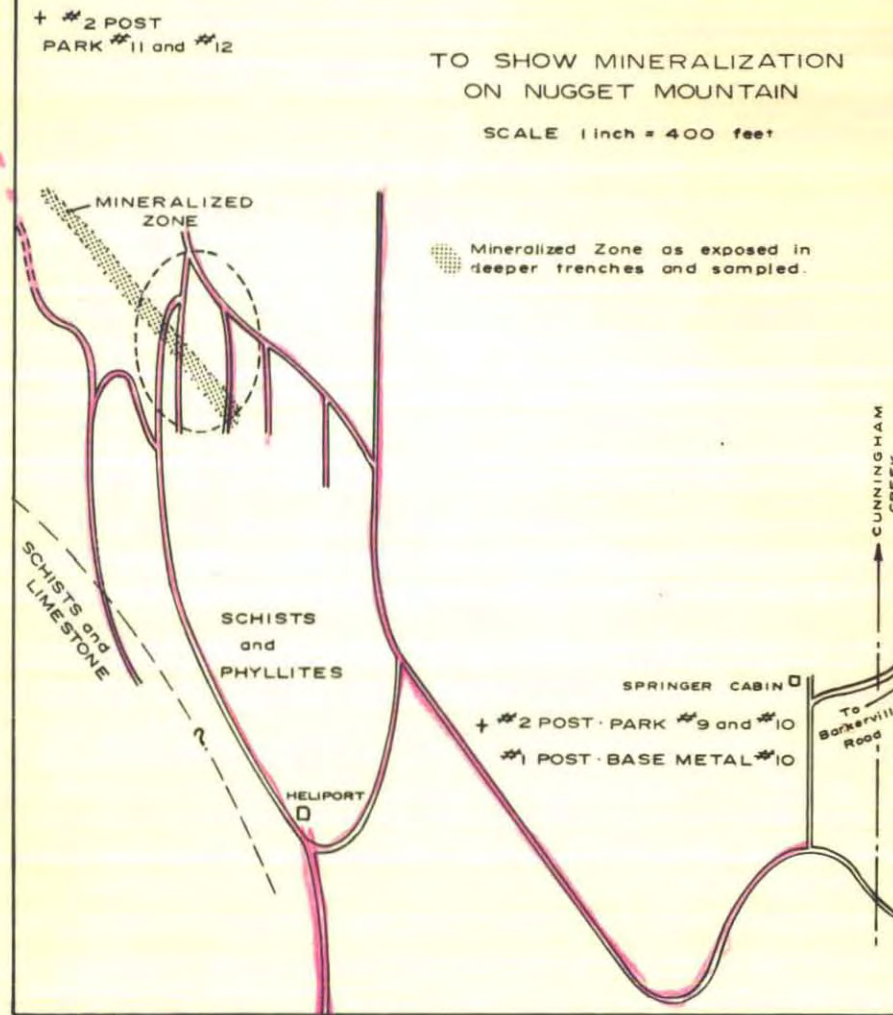 + #2 POST
PARK #11 and #12
TO SHOW MINERALIZATION
ON NUGGET MOUNTAIN
SCALE 1 inch = 400 feet
MINERALIZED
ZONE
Mineralized Zone as exposed in
deeper trenches and sampled.
CUNNINGHAM
CREEK
SCHISTS and
LIMESTONE
SCHISTS
and
PHYLLITES
?
SPRINGER CABIN
+ #2 POST · PARK #9 and #10
#1 POST · BASE METAL #10
To
Barkervill
Road
HELIPORT